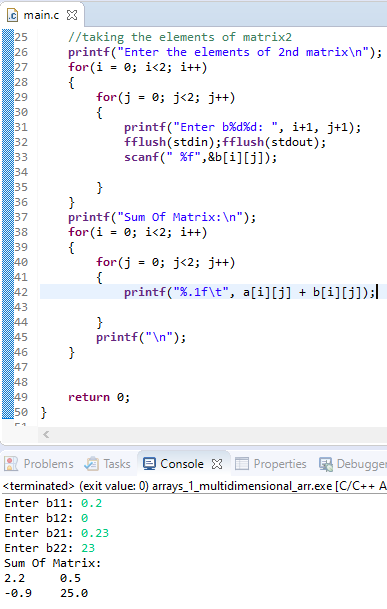 main.c
25 //taking the elements of matrix2
26 printf("Enter the elements of 2nd matrix\n");
27 for(i = 0; i<2; i++)
28 {
29 for(j = 0; j<2; j++)
30 {
31 printf("Enter b%d%d: ", i+1, j+1);
32 fflush(stdin);fflush(stdout);
33 scanf(" %f",&b[i][j]);
34
35 }
36 }
37 printf("Sum Of Matrix:\n");
38 for(i = 0; i<2; i++)
39 {
40 for(j = 0; j<2; j++)
41 {
42 printf("%.1f\t", a[i][j] + b[i][j]);
43
44 }
45 printf("\n");
46 }
47
48
49 return 0;
50 }
Problems Tasks Console Properties Debugger
<terminated> (exit value: 0) arrays_1_multidimensional_arr.exe [C/C++ A
Enter b11: 0.2
Enter b12: 0
Enter b21: 0.23
Enter b22: 23
Sum Of Matrix:
2.2 0.5
-0.9 25.0